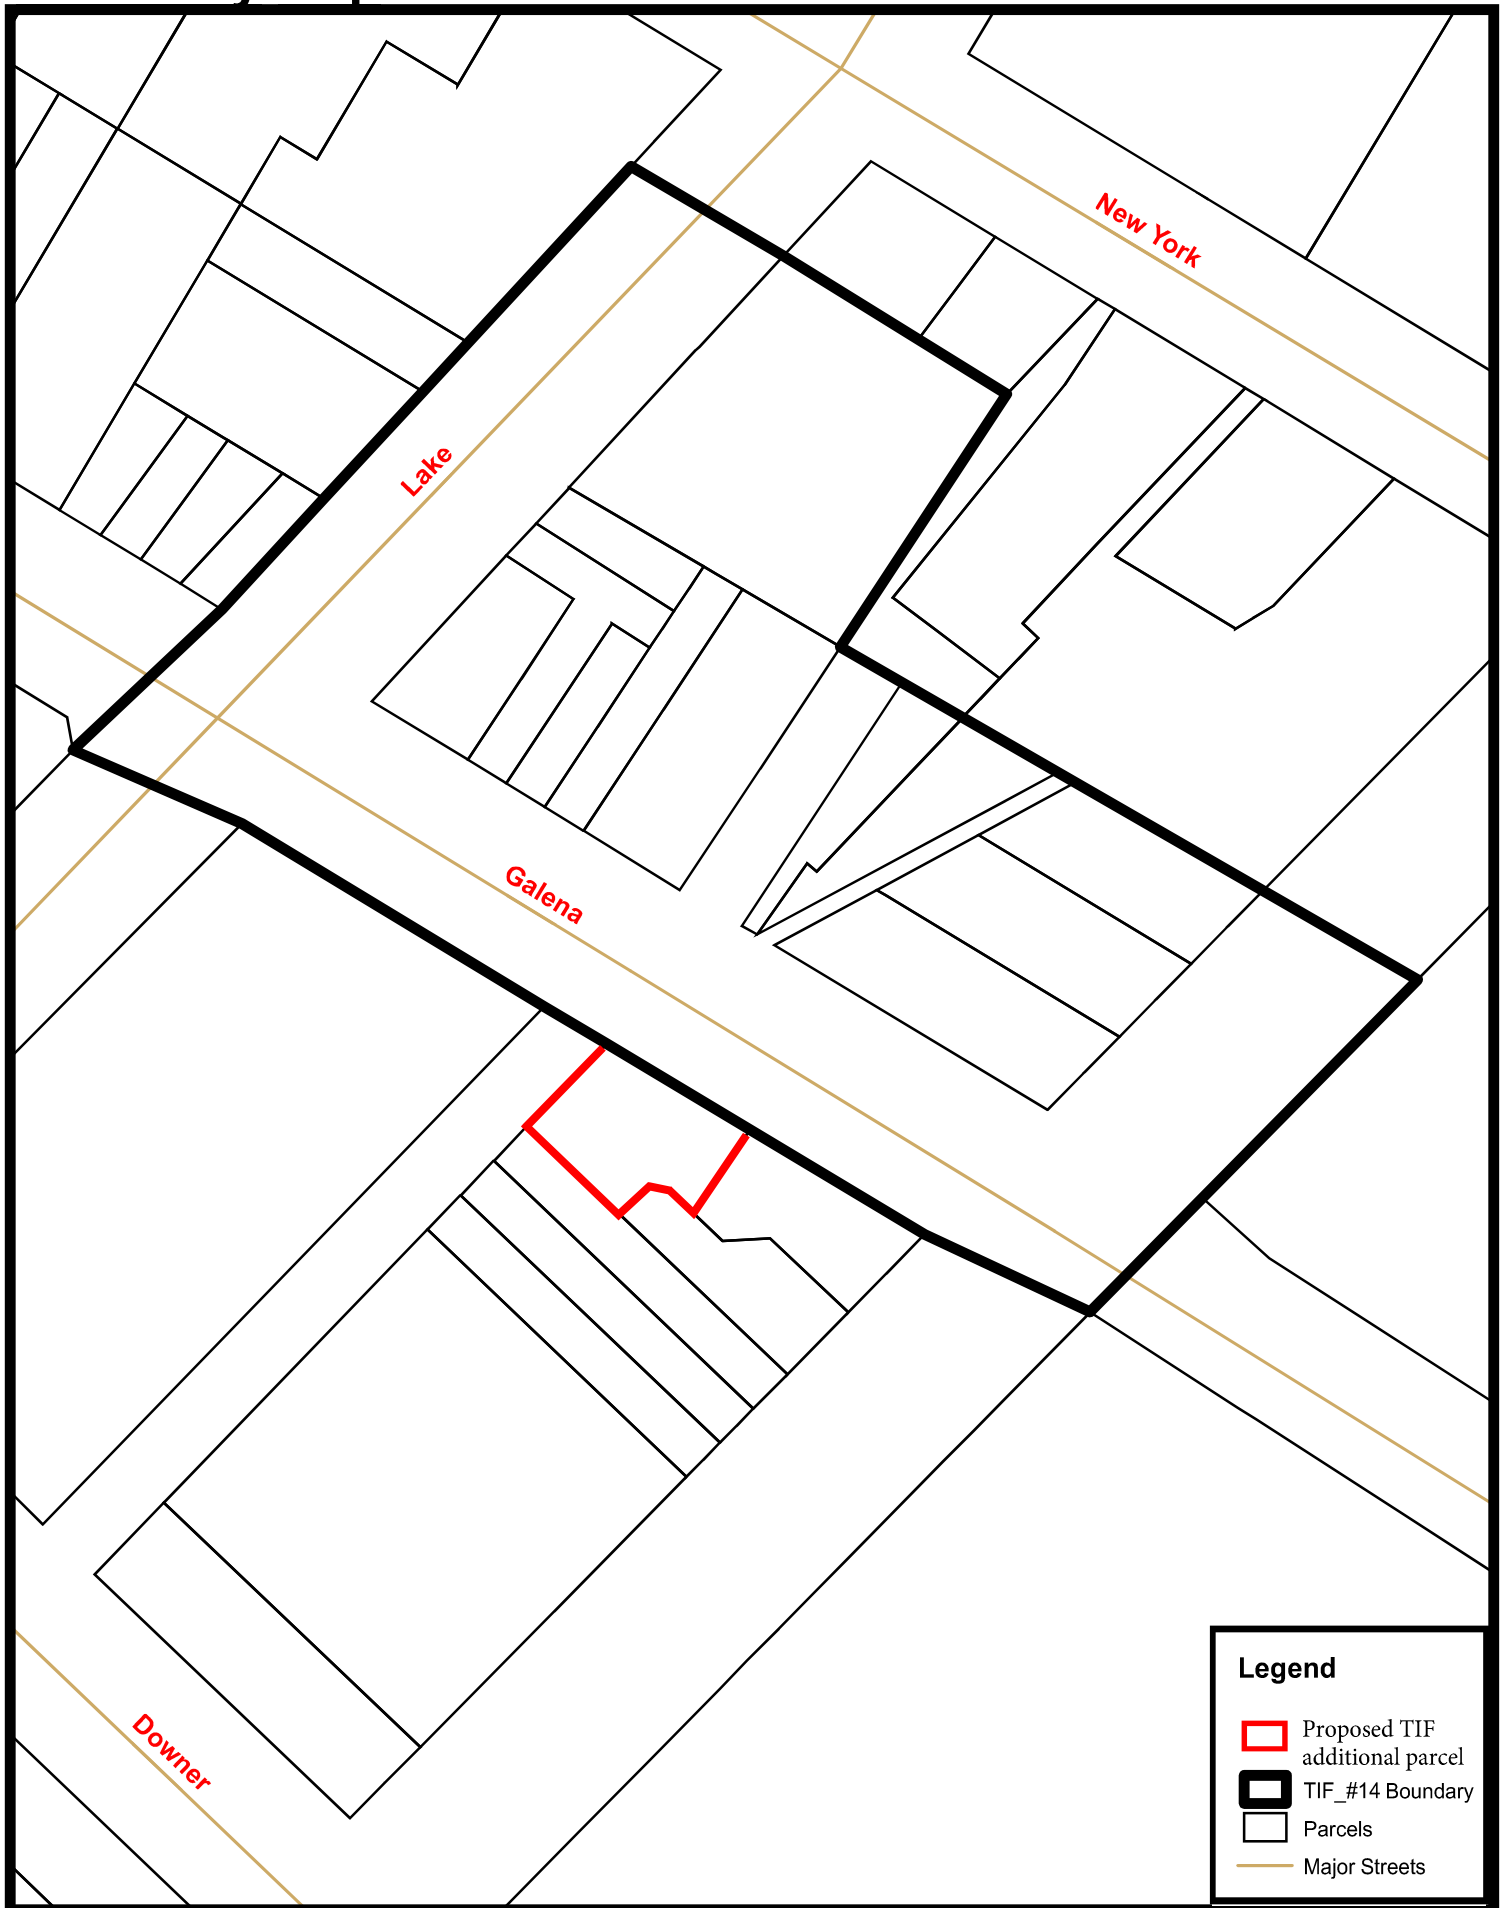 New York
Lake
Galena
Downer
Legend
Proposed TIF
additional parcel
TIF_#14 Boundary
Parcels
Major Streets